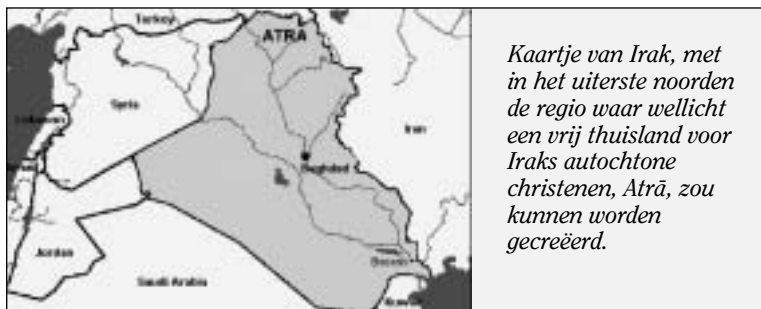 Turkey
ATRA
Syria
Lebanon
Iran
Baghdad
Jordan
Saudi Arabia
Kuwait
Kaartje van Irak, met
in het uiterste noorden
de regio waar wellicht
een vrij thuisland voor
Iraks autochtone
christenen, Atrā, zou
kunnen worden
gecreëerd.